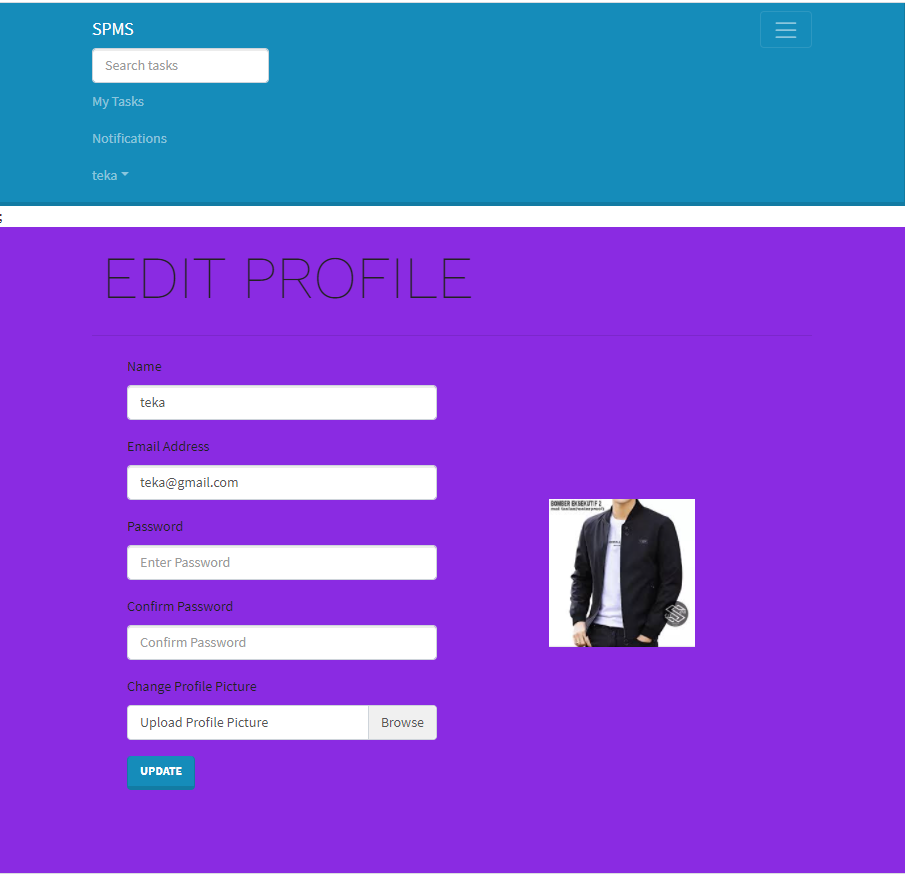 SPMS
Search tasks
My Tasks
Notifications
teka
;
EDIT PROFILE
Name
teka
Email Address
teka@gmail.com
Password
Enter Password
BOMBER EKSEKUTIF 2
Confirm Password
Confirm Password
Change Profile Picture
Upload Profile Picture
Browse
UPDATE